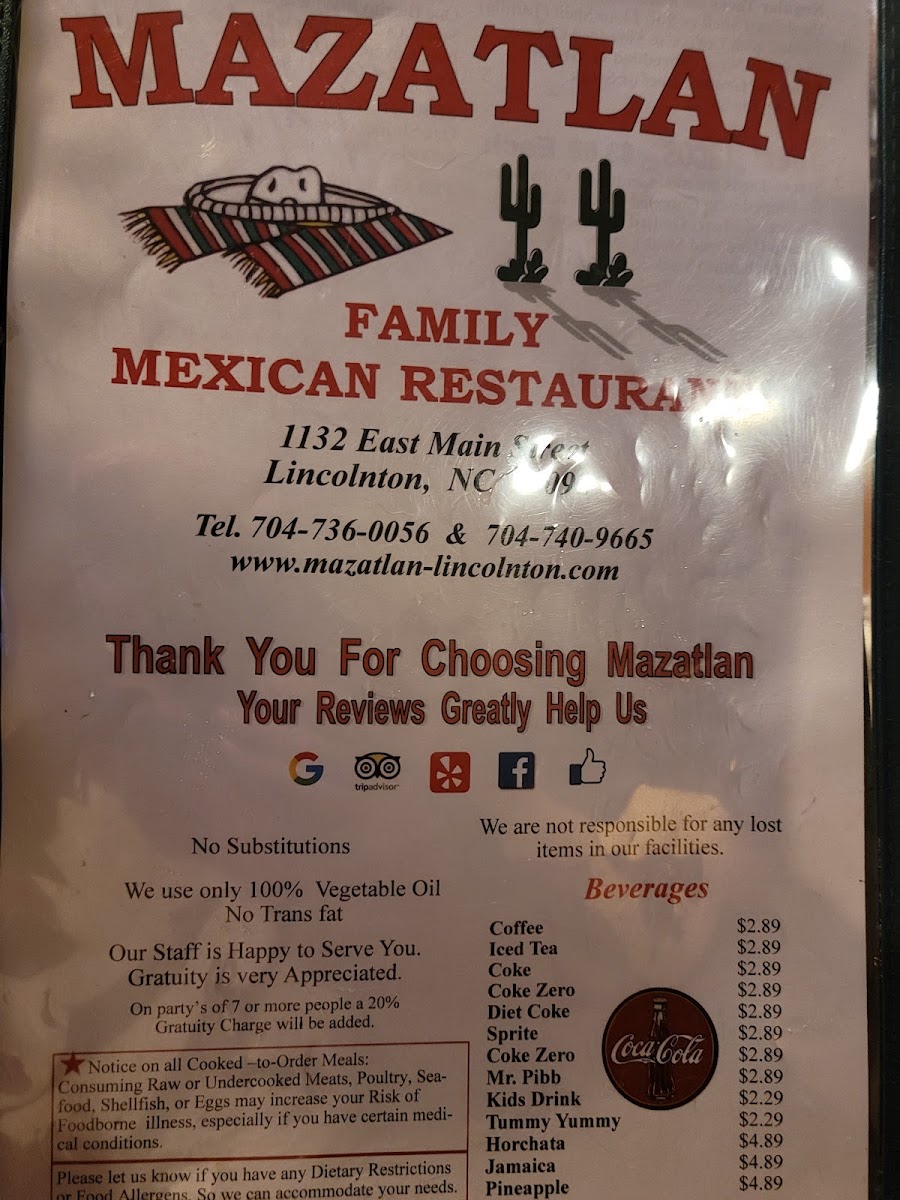 MAZATLAN
FAMILY
MEXICAN RESTAURANT
1132 East Main Street
Lincolnton, NC
Tel. 704-736-0056 & 704-740-9665
www.mazatlan-lincolnton.com
Thank You For Choosing Mazatlan
Your Reviews Greatly Help Us
tripadvisor
No Substitutions
We use only 100% Vegetable Oil
No Trans fat
Our Staff is Happy to Serve You.
Gratuity is very Appreciated.
On party's of 7 or more people a 20%
Gratuity Charge will be added.
Notice on all Cooked –to-Order Meals:
Consuming Raw or Undercooked Meats, Poultry, Sea-
food, Shellfish, or Eggs may increase your Risk of
Foodborne illness, especially if you have certain medi-
cal conditions.
Please let us know if you have any Dietary Restrictions
or Food Allergens. So we can accommodate your needs.
We are not responsible for any lost
items in our facilities.
Beverages
Coffee $2.89
Iced Tea $2.89
Coke $2.89
Coke Zero $2.89
Diet Coke $2.89
Sprite $2.89
Coke Zero $2.89
Mr. Pibb $2.89
Kids Drink $2.29
Tummy Yummy $2.29
Horchata $4.89
Jamaica $4.89
Pineapple $4.89
Coca-Cola